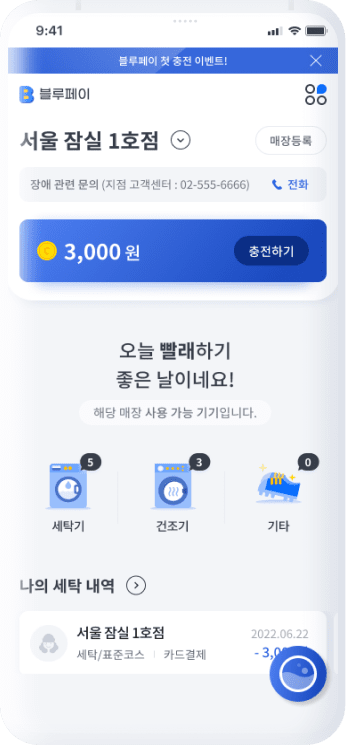 9:41
블루페이 첫 충전 이벤트!
블루페이
서울 잠실 1호점
매장등록
장애 관련 문의 (지점 고객센터 : 02-555-6666)
전화
3,000 원
충전하기
오늘 빨래하기
좋은 날이네요!
해당 매장 사용 가능 기기입니다.
5
3
0
세탁기
건조기
기타
나의 세탁 내역
서울 잠실 1호점
2022.06.22
세탁/표준코스
카드결제